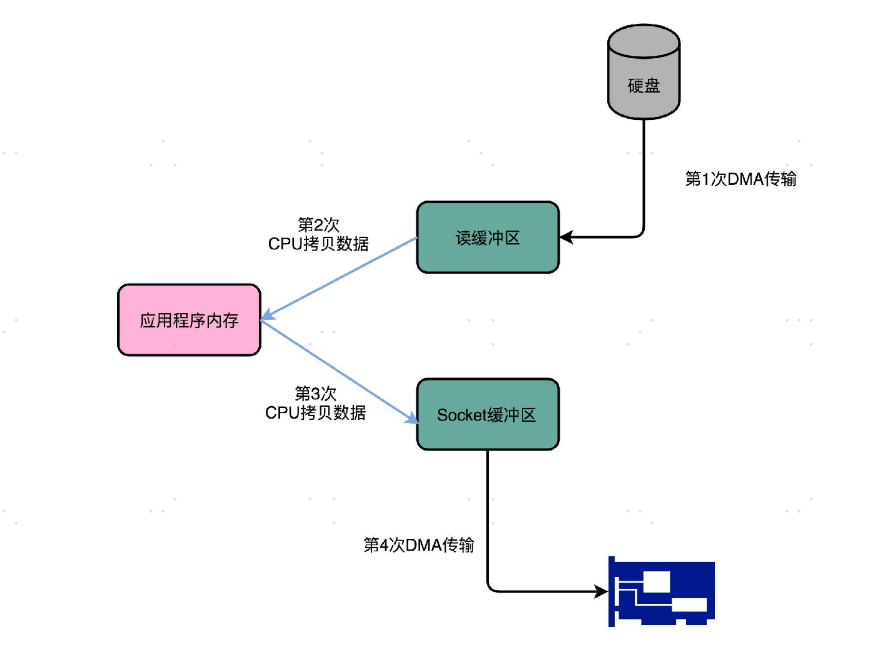 硬盘
第1次DMA传输
第2次
CPU拷贝数据
读缓冲区
应用程序内存
第3次
CPU拷贝数据
Socket缓冲区
第4次DMA传输